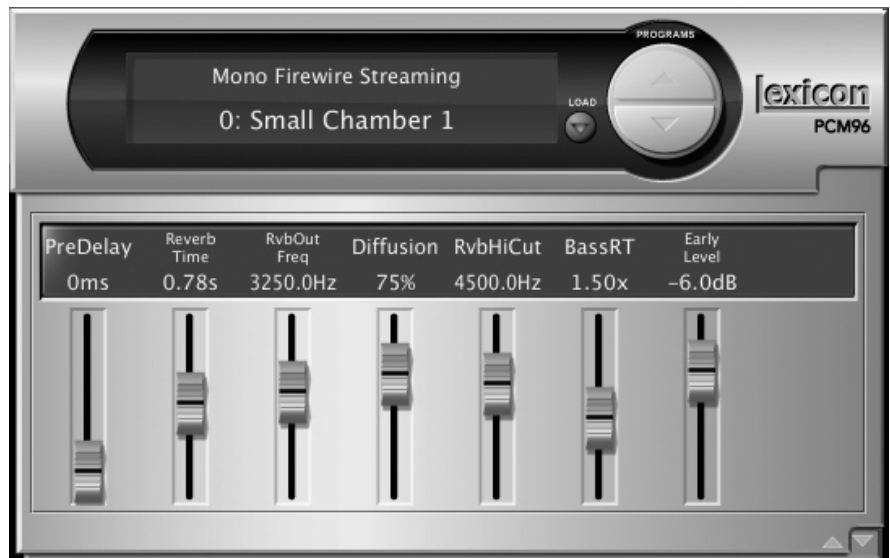 PROGRAMS
Mono Firewire Streaming
LOAD
0: Small Chamber 1
lexicon
PCM96
PreDelay Reverb Time RvbOut Freq Diffusion RvbHiCut BassRT Early Level
0ms 0.78s 3250.0Hz 75% 4500.0Hz 1.50x -6.0dB